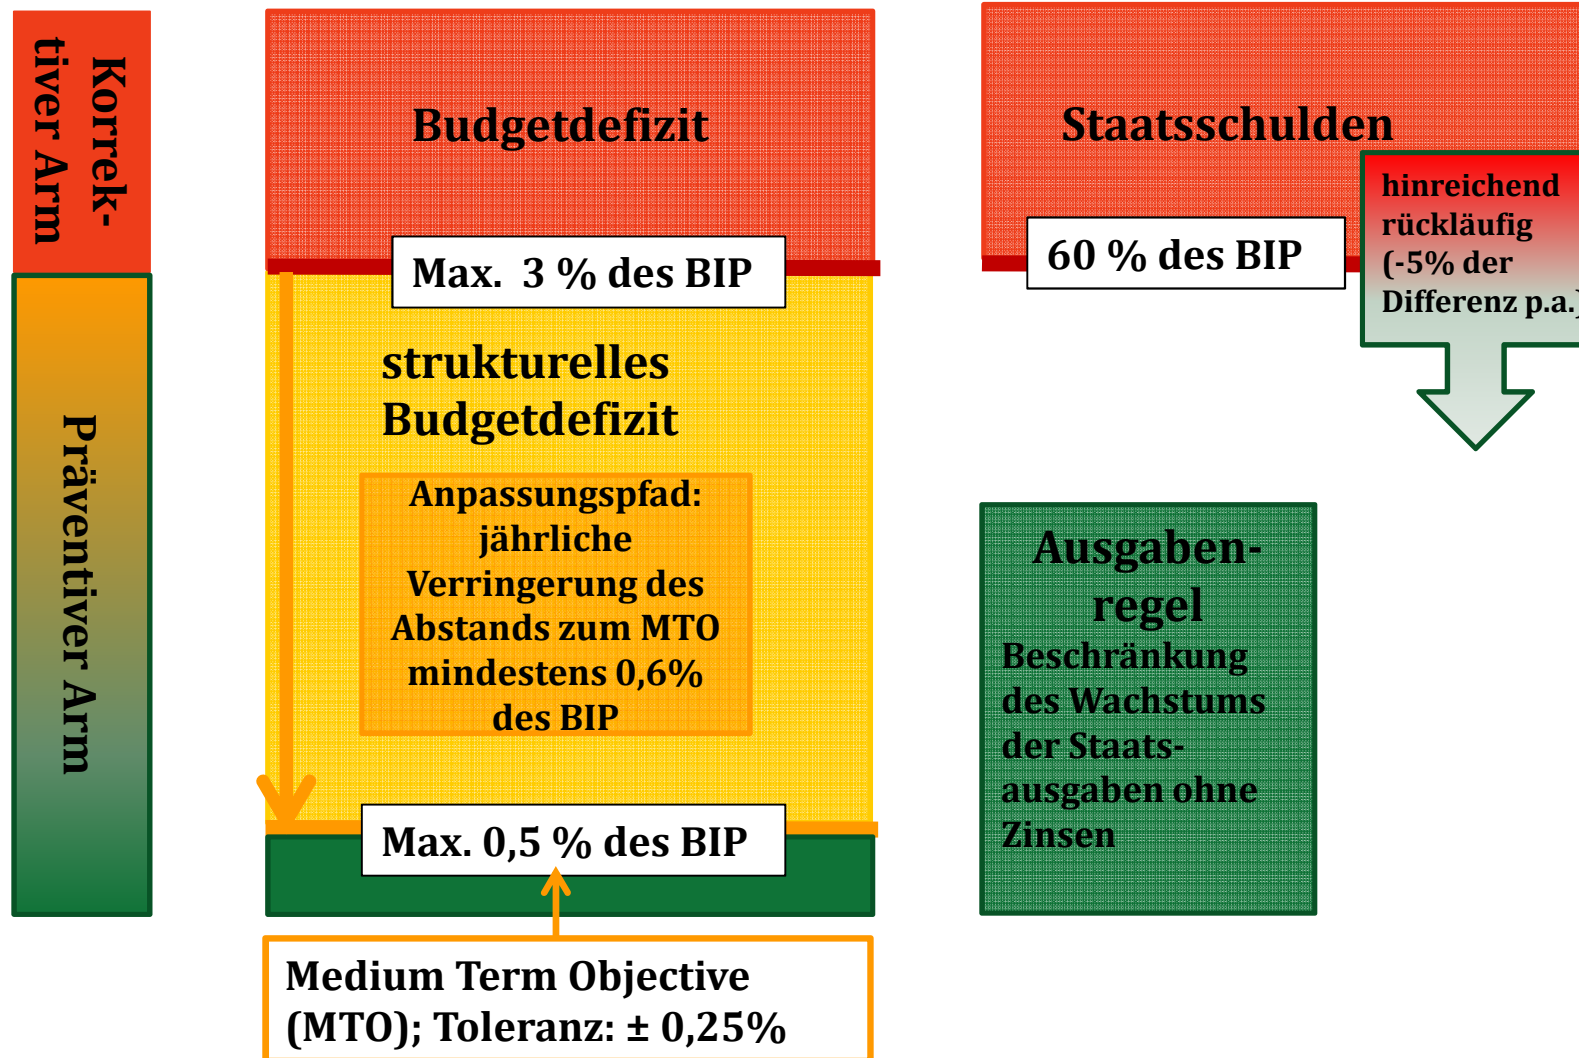 Korrek-
tiver Arm
Präventiver Arm
Budgetdefizit
Max. 3 % des BIP
strukturelles
Budgetdefizit
Anpassungspfad:
jährliche
Verringerung des
Abstands zum MTO
mindestens 0,6%
des BIP
Max. 0,5 % des BIP
Medium Term Objective
(MTO); Toleranz: ± 0,25%
Staatsschulden
60 % des BIP
hinreichend
rückläufig
(-5% der
Differenz p.a.)
Ausgaben-
regel
Beschränkung
des Wachstums
der Staats-
ausgaben ohne
Zinsen